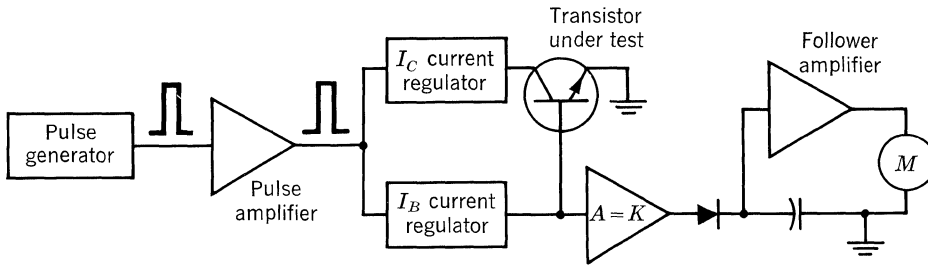 Transistor
under test
I_C current
regulator
Follower
amplifier
Pulse
generator
Pulse
amplifier
I_B current
regulator
A = K
M